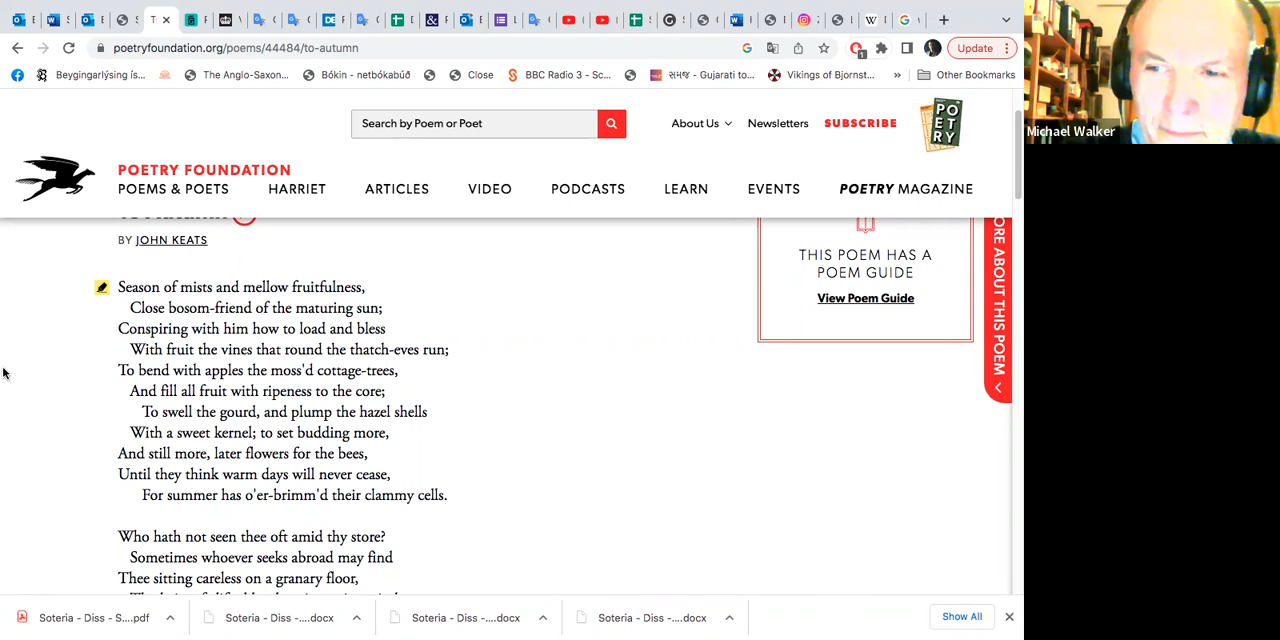 poetryfoundation.org/poems/44484/to-autumn
Update
Beygingarlýsing ís...
The Anglo-Saxon...
Bókin - netbókabúð
Close
BBC Radio 3 - Sc...
સમજ - Gujarati to...
Vikings of Bjornst...
»
Other Bookmarks
Search by Poem or Poet
About Us
Newsletters
SUBSCRIBE
POETRY
POETRY FOUNDATION
POEMS & POETS
HARRIET
ARTICLES
VIDEO
PODCASTS
LEARN
EVENTS
POETRY MAGAZINE
BY JOHN KEATS
THIS POEM HAS A
POEM GUIDE
View Poem Guide
ORE ABOUT THIS POEM
Season of mists and mellow fruitfulness,
Close bosom-friend of the maturing sun;
Conspiring with him how to load and bless
With fruit the vines that round the thatch-eves run;
To bend with apples the moss'd cottage-trees,
And fill all fruit with ripeness to the core;
To swell the gourd, and plump the hazel shells
With a sweet kernel; to set budding more,
And still more, later flowers for the bees,
Until they think warm days will never cease,
For summer has o'er-brimm'd their clammy cells.
Who hath not seen thee oft amid thy store?
Sometimes whoever seeks abroad may find
Thee sitting careless on a granary floor,
Soteria - Diss - S....pdf
Soteria - Diss -....docx
Soteria - Diss -....docx
Soteria - Diss -....docx
Show All
Michael Walker